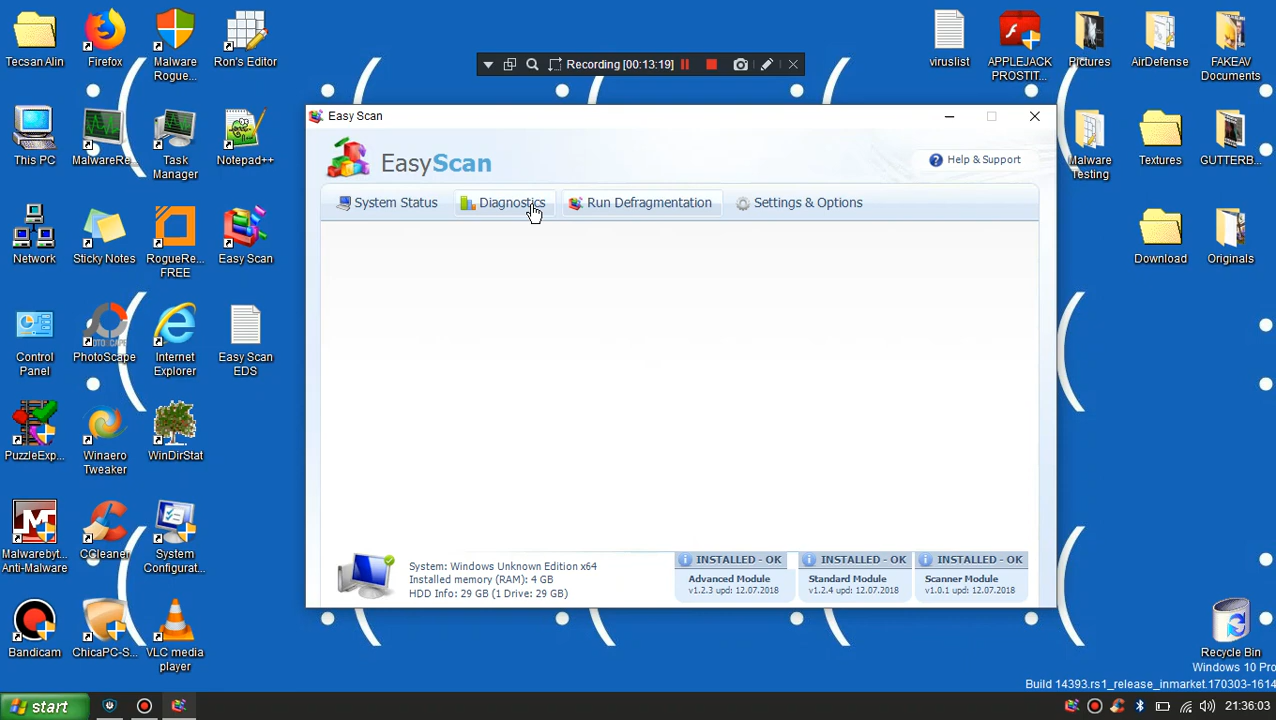 Tecsan Alin
Firefox
Malware
Rogue...
Ron's Editor
This PC
MalwareRe...
Task
Manager
Notepad++
Network
Sticky Notes
RogueRe...
FREE
Easy Scan
Control
Panel
PhotoScape
Internet
Explorer
Easy Scan
EDS
PuzzleExp...
Winaero
Tweaker
WinDirStat
Malwarebyt...
Anti-Malware
CCleaner
System
Configurat...
Bandicam
ChicaPC-S...
VLC media
player
Recording [00:13:19]
Easy Scan
EasyScan
Help & Support
System Status
Diagnostics
Run Defragmentation
Settings & Options
System: Windows Unknown Edition x64
Installed memory (RAM): 4 GB
HDD Info: 29 GB (1 Drive: 29 GB)
INSTALLED - OK
Advanced Module
v1.2.3 upd: 12.07.2018
INSTALLED - OK
Standard Module
v1.2.4 upd: 12.07.2018
INSTALLED - OK
Scanner Module
v1.0.1 upd: 12.07.2018
viruslist
APPLEJACK
PROSTIT...
Pictures
AirDefense
FAKEAV
Documents
Malware
Testing
Textures
GUTTERB...
Download
Originals
Recycle Bin
Windows 10 Pro
Build 14393.rs1_release_inmarket.170303-1614
start
21:36:03